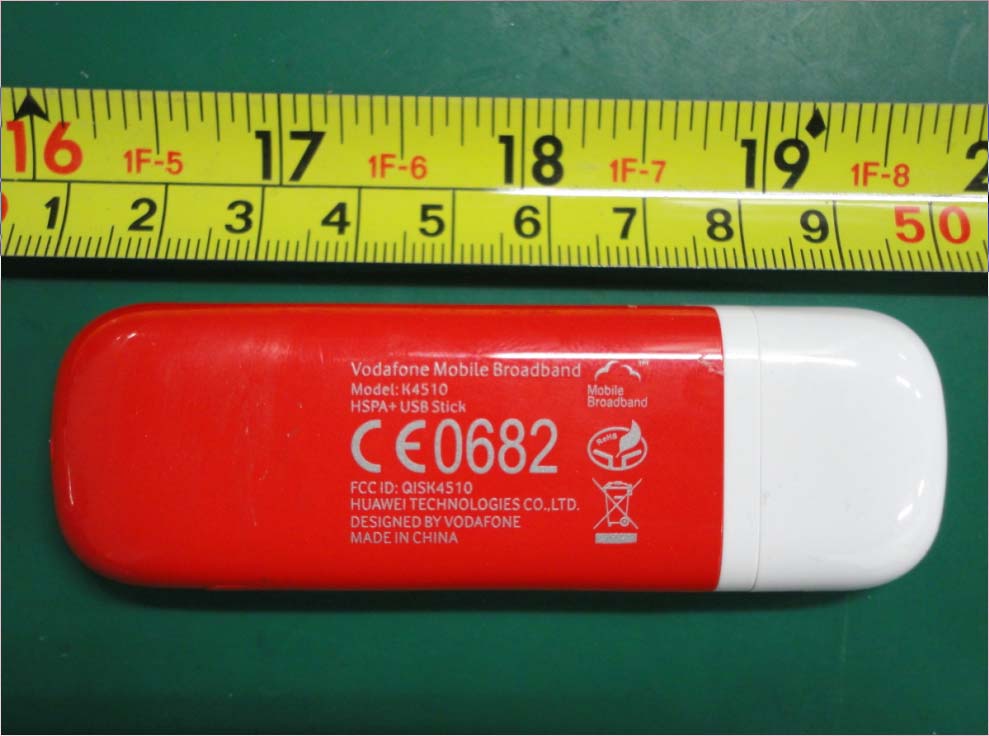 16 1F-5 17 1F-6 18 1F-7 19 1F-8
1 2 3 4 5 6 7 8 9 50
Vodafone Mobile Broadband
Model: K4510
HSPA+ USB Stick
CE0682
FCC ID: QISK4510
HUAWEI TECHNOLOGIES CO.,LTD.
DESIGNED BY VODAFONE
MADE IN CHINA
TM
Mobile
Broadband
RoHS